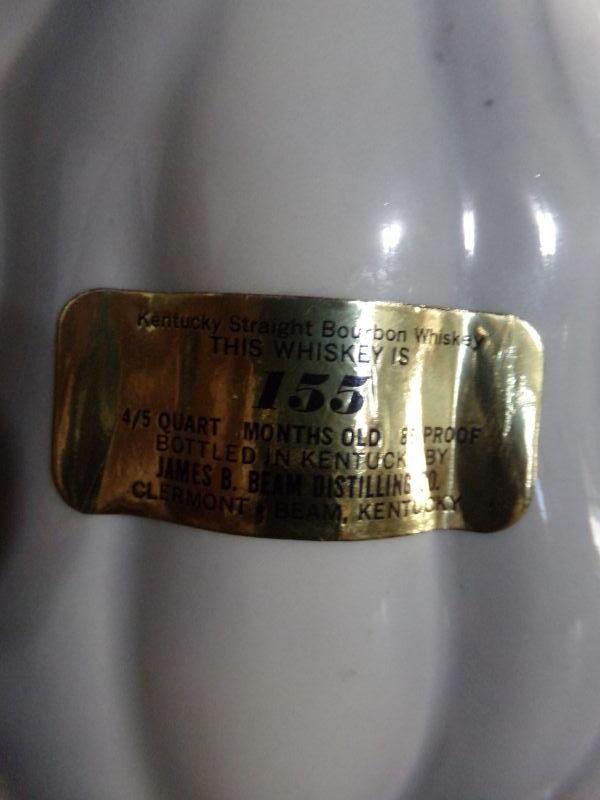 Kentucky Straight Bourbon Whiskey
THIS WHISKEY IS
155
4/5 QUART MONTHS OLD PROOF
BOTTLED IN KENTUCKY BY
JAMES B. BEAM DISTILLING CO.
CLERMONT BEAM, KENTUCKY